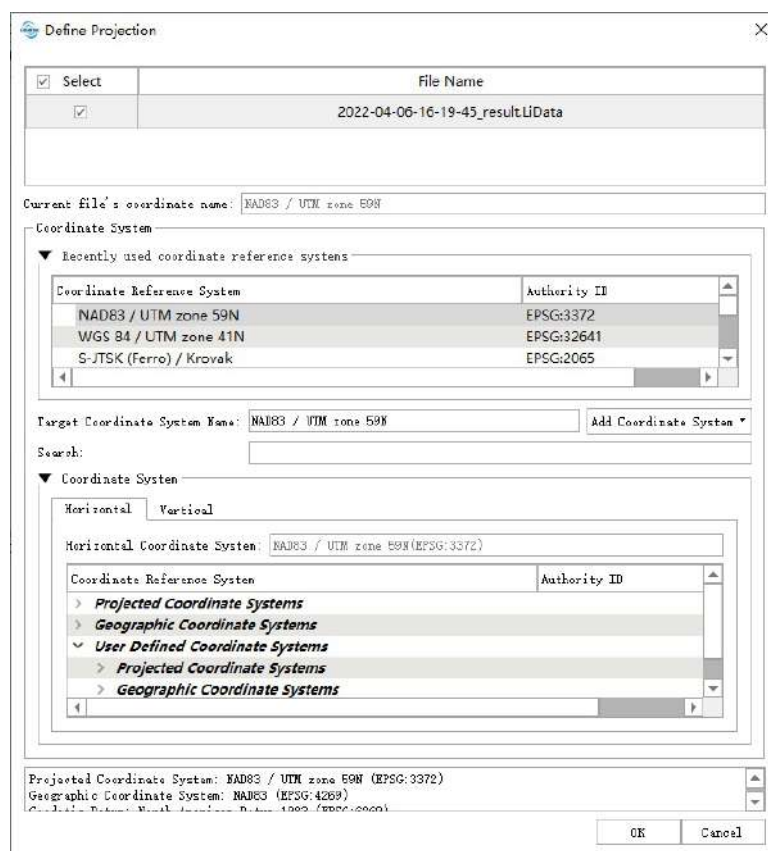 Define Projection
Select File Name
2022-04-06-16-19-45_result.LiData
Current file's coordinate name: NAD83 / UTM zone 59N
Coordinate System
Recently used coordinate reference systems
Coordinate Reference System Authority ID
NAD83 / UTM zone 59N EPSG:3372
WGS 84 / UTM zone 41N EPSG:32641
S-JTSK (Ferro) / Krovak EPSG:2065
Target Coordinate System Name: NAD83 / UTM zone 59N Add Coordinate System
Search:
Coordinate System
Horizontal Vertical
Horizontal Coordinate System: NAD83 / UTM zone 59N(EPSG:3372)
Coordinate Reference System Authority ID
Projected Coordinate Systems
Geographic Coordinate Systems
User Defined Coordinate Systems
Projected Coordinate Systems
Geographic Coordinate Systems
Projected Coordinate System: NAD83 / UTM zone 59N (EPSG:3372)
Geographic Coordinate System: NAD83 (EPSG:4269)
OK Cancel